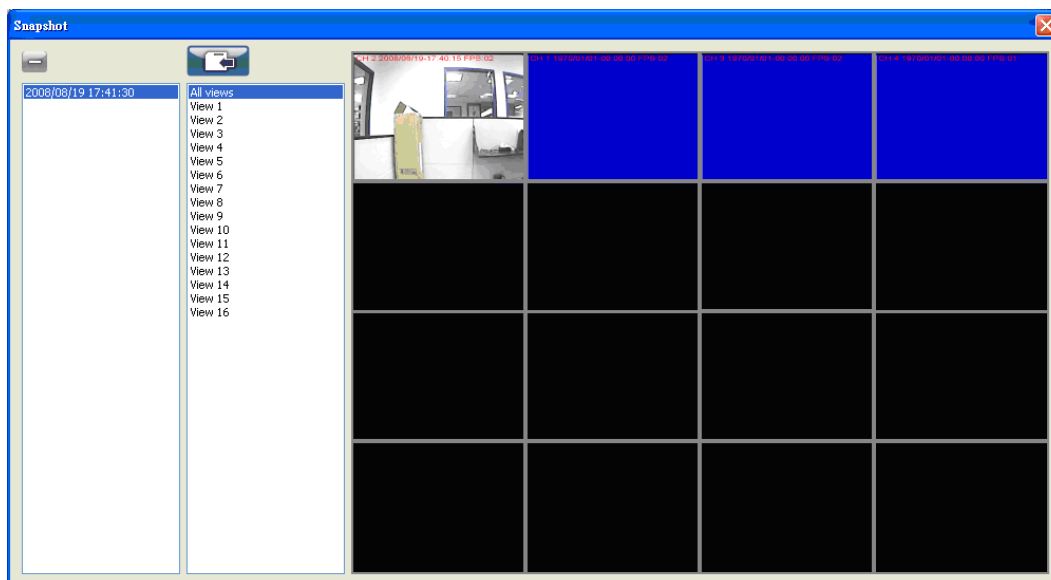 Snapshot
2008/08/19 17:41:30
All views
View 1
View 2
View 3
View 4
View 5
View 6
View 7
View 8
View 9
View 10
View 11
View 12
View 13
View 14
View 15
View 16
CH 2 2008/08/19-17:40:15 FPS:02
CH 1 1970/01/01-00:00:00 FPS:02
CH 3 1970/01/01-00:00:00 FPS:02
CH 4 1970/01/01-00:00:00 FPS:01